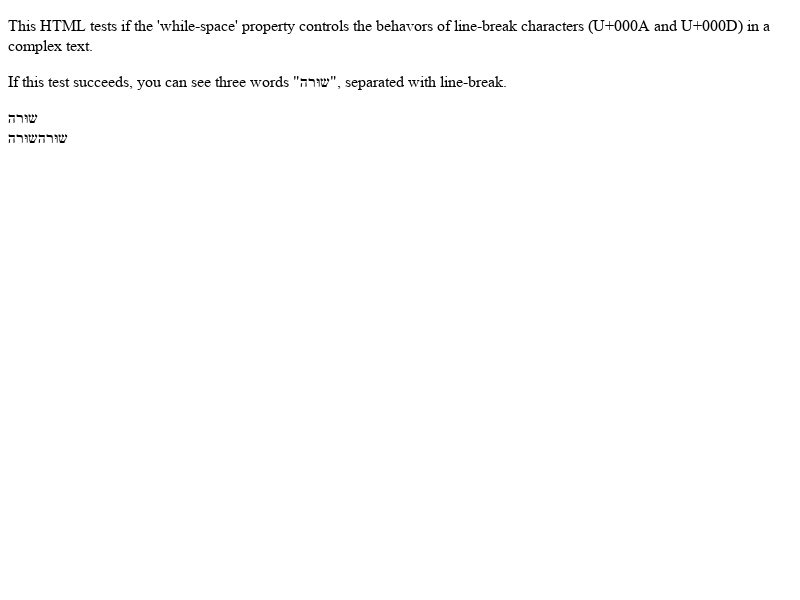 This HTML tests if the 'while-space' property controls the behavors of line-break characters (U+000A and U+000D) in a
complex text.
If this test succeeds, you can see three words "שורה", separated with line-break.
שורה
שורהשורה